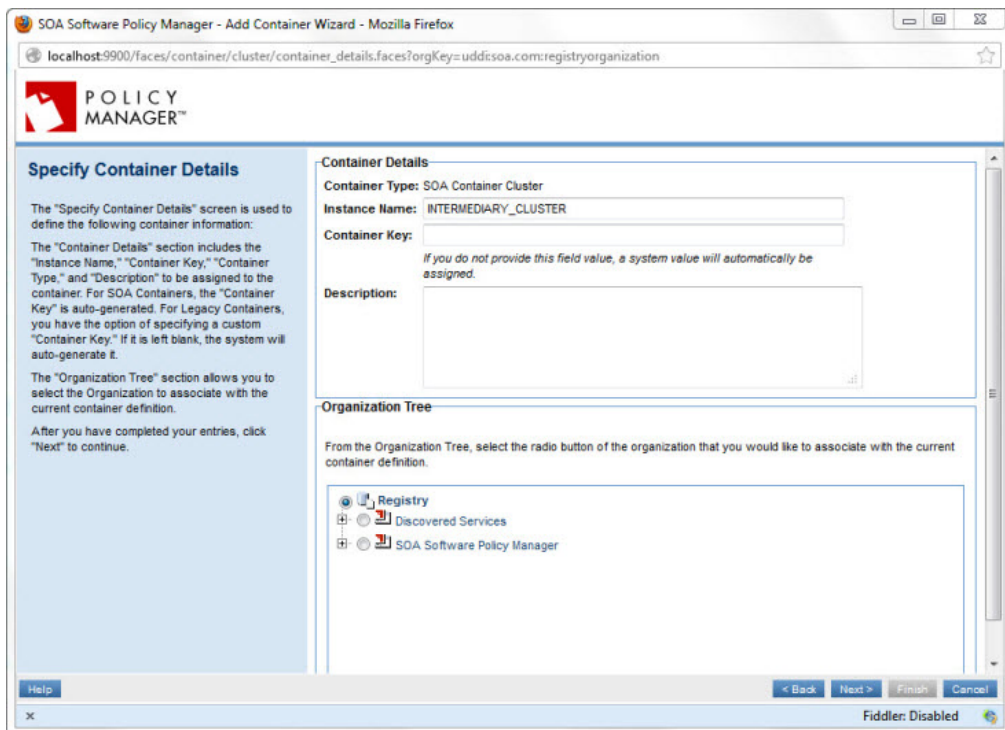 SOA Software Policy Manager - Add Container Wizard - Mozilla Firefox
localhost:9900/faces/container/cluster/container_details.faces?orgKey=uddi:soa.com:registryorganization
POLICY
MANAGER™
Specify Container Details
The "Specify Container Details" screen is used to
define the following container information:
The "Container Details" section includes the
"Instance Name," "Container Key," "Container
Type," and "Description" to be assigned to the
container. For SOA Containers, the "Container
Key" is auto-generated. For Legacy Containers,
you have the option of specifying a custom
"Container Key." If it is left blank, the system will
auto-generate it.
The "Organization Tree" section allows you to
select the Organization to associate with the
current container definition.
After you have completed your entries, click
"Next" to continue.
Container Details
Container Type: SOA Container Cluster
Instance Name: INTERMEDIARY_CLUSTER
Container Key:
If you do not provide this field value, a system value will automatically be
assigned.
Description:
Organization Tree
From the Organization Tree, select the radio button of the organization that you would like to associate with the current
container definition.
Registry
Discovered Services
SOA Software Policy Manager
Help
< Back Next > Finish Cancel
× Fiddler: Disabled